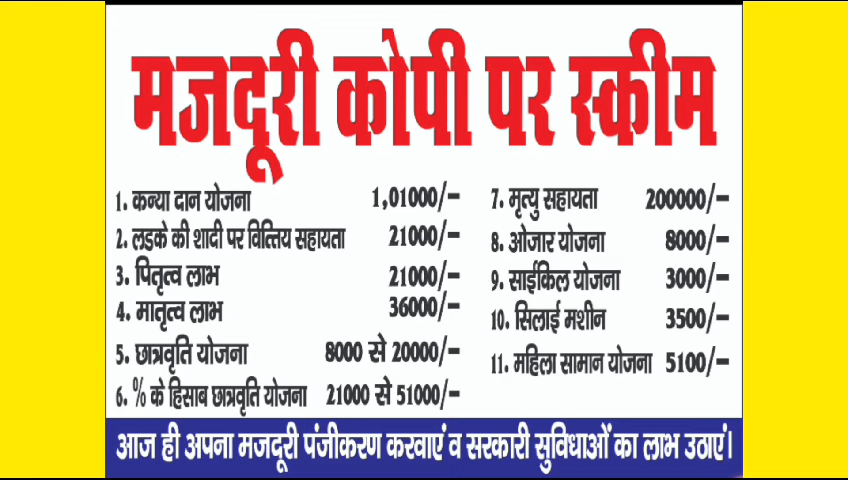 मजदूरी कोपी पर स्कीम
1. कन्या दान योजना 1,01000/-
2. लडके की शादी पर वित्तिय सहायता 21000/-
3. पितृत्व लाभ 21000/-
4. मातृत्व लाभ 36000/-
5. छात्रवृति योजना 8000 से 20000/-
6. % के हिसाब छात्रवृति योजना 21000 से 51000/-
7. मृत्यु सहायता 200000/-
8. ओजार योजना 8000/-
9. साईकिल योजना 3000/-
10. सिलाई मशीन 3500/-
11. महिला सामान योजना 5100/-
आज ही अपना मजदूरी पंजीकरण करवाएं व सरकारी सुविधाओं का लाभ उठाएं।